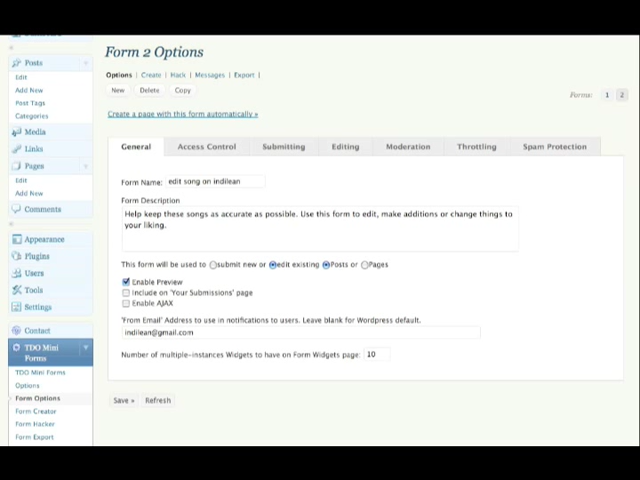 Form 2 Options
Options | Create | Hack | Messages | Export |
New Delete Copy
Forms: 1 2
Create a page with this form automatically »
Posts
Edit
Add New
Post Tags
Categories
Media
Links
Pages
Edit
Add New
Comments
Appearance
Plugins
Users
Tools
Settings
Contact
TDO Mini
Forms
TDO Mini Forms
Options
Form Options
Form Creator
Form Hacker
Form Export
General Access Control Submitting Editing Moderation Throttling Spam Protection
Form Name: edit song on indilean
Form Description
Help keep these songs as accurate as possible. Use this form to edit, make additions or change things to
your liking.
This form will be used to submit new or edit existing Posts or Pages
Enable Preview
Include on 'Your Submissions' page
Enable AJAX
'From Email' Address to use in notifications to users. Leave blank for Wordpress default.
indilean@gmail.com
Number of multiple-instances Widgets to have on Form Widgets page: 10
Save » Refresh